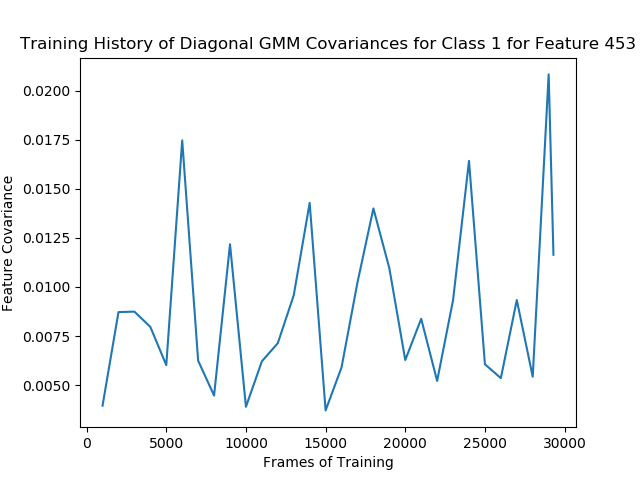 Training History of Diagonal GMM Covariances for Class 1 for Feature 453
Feature Covariance
0.0200
0.0175
0.0150
0.0125
0.0100
0.0075
0.0050
0 5000 10000 15000 20000 25000 30000
Frames of Training